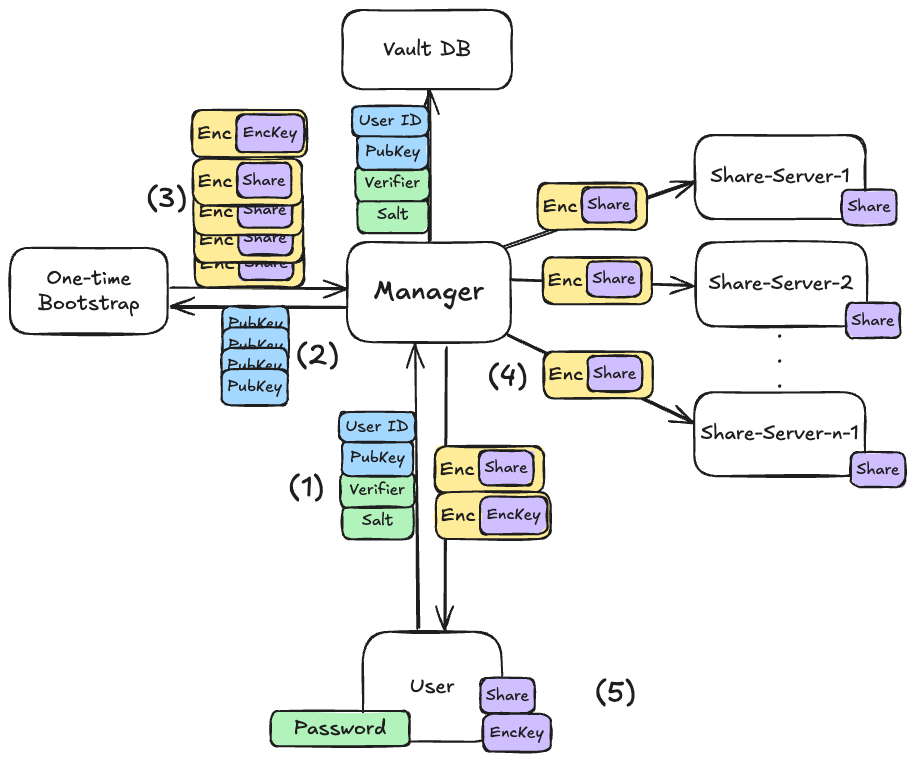 Vault DB
User ID
PubKey
Verifier
Salt
Enc EncKey
Enc Share
Enc Share
Enc Share
Enc Share
(3)
One-time
Bootstrap
Manager
PubKey
PubKey
PubKey
PubKey
(2)
Enc Share
Share-Server-1
Share
Enc Share
Share-Server-2
Share
.
.
.
(4)
Enc Share
Share-Server-n-1
Share
(1)
User ID
PubKey
Verifier
Salt
Enc Share
Enc EncKey
User
Password
Share
EncKey
(5)